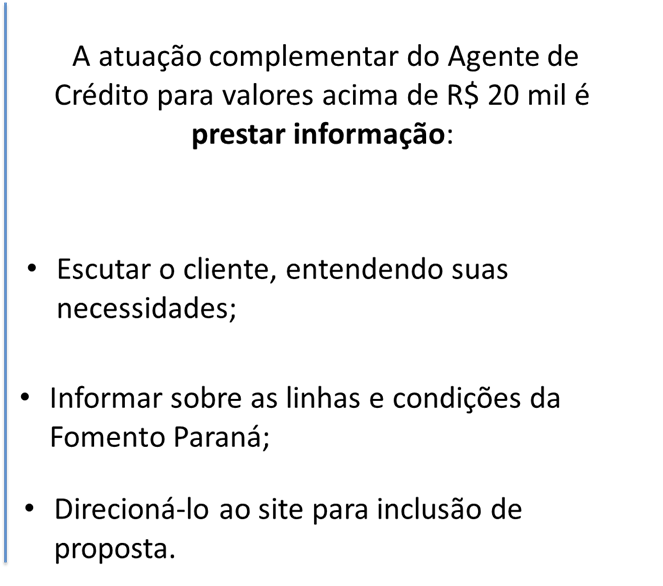 A atuação complementar do Agente de
Crédito para valores acima de R$ 20 mil é
prestar informação:
• Escutar o cliente, entendendo suas
necessidades;
• Informar sobre as linhas e condições da
Fomento Paraná;
• Direcioná-lo ao site para inclusão de
proposta.